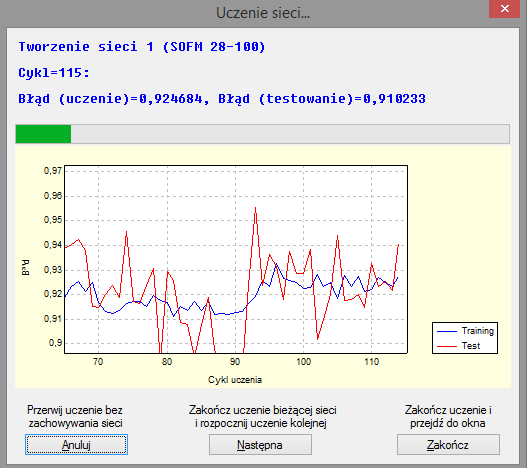 Uczenie sieci...
Tworzenie sieci 1 (SOFM 28-100)
Cykl=115:
Błąd (uczenie)=0,924684, Błąd (testowanie)=0,910233
0,97
0,96
0,95
0,94
0,93
0,92
0,91
0,9
Błąd
70 80 90 100 110
Cykl uczenia
Training
Test
Przerwij uczenie bez
zachowywania sieci
Anuluj
Zakończ uczenie bieżącej sieci
i rozpocznij uczenie kolejnej
Następna
Zakończ uczenie i
przejdź do okna
Zakończ